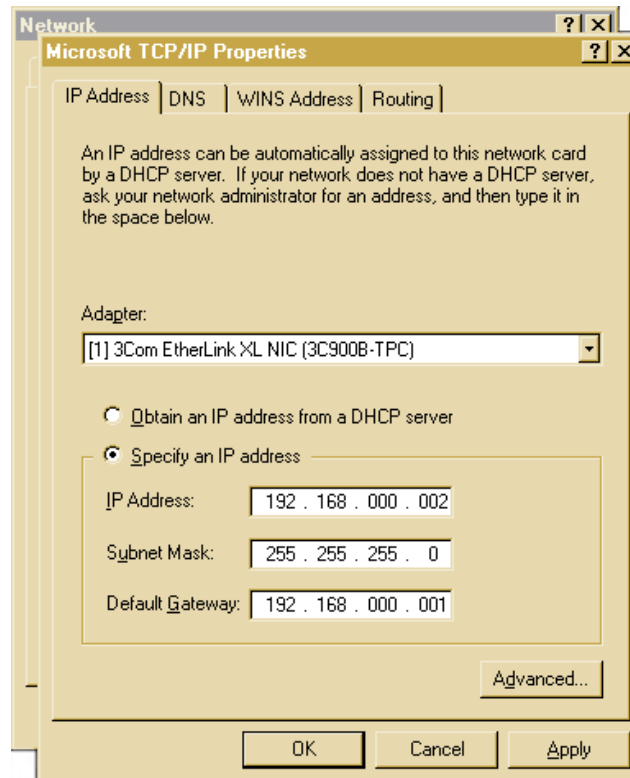 Network
Microsoft TCP/IP Properties
IP Address DNS WINS Address Routing
An IP address can be automatically assigned to this network card
by a DHCP server. If your network does not have a DHCP server,
ask your network administrator for an address, and then type it in
the space below.
Adapter:
[1] 3Com EtherLink XL NIC (3C900B-TPC)
Obtain an IP address from a DHCP server
Specify an IP address
IP Address: 192 . 168 . 000 . 002
Subnet Mask: 255 . 255 . 255 . 0
Default Gateway: 192 . 168 . 000 . 001
Advanced...
OK Cancel Apply